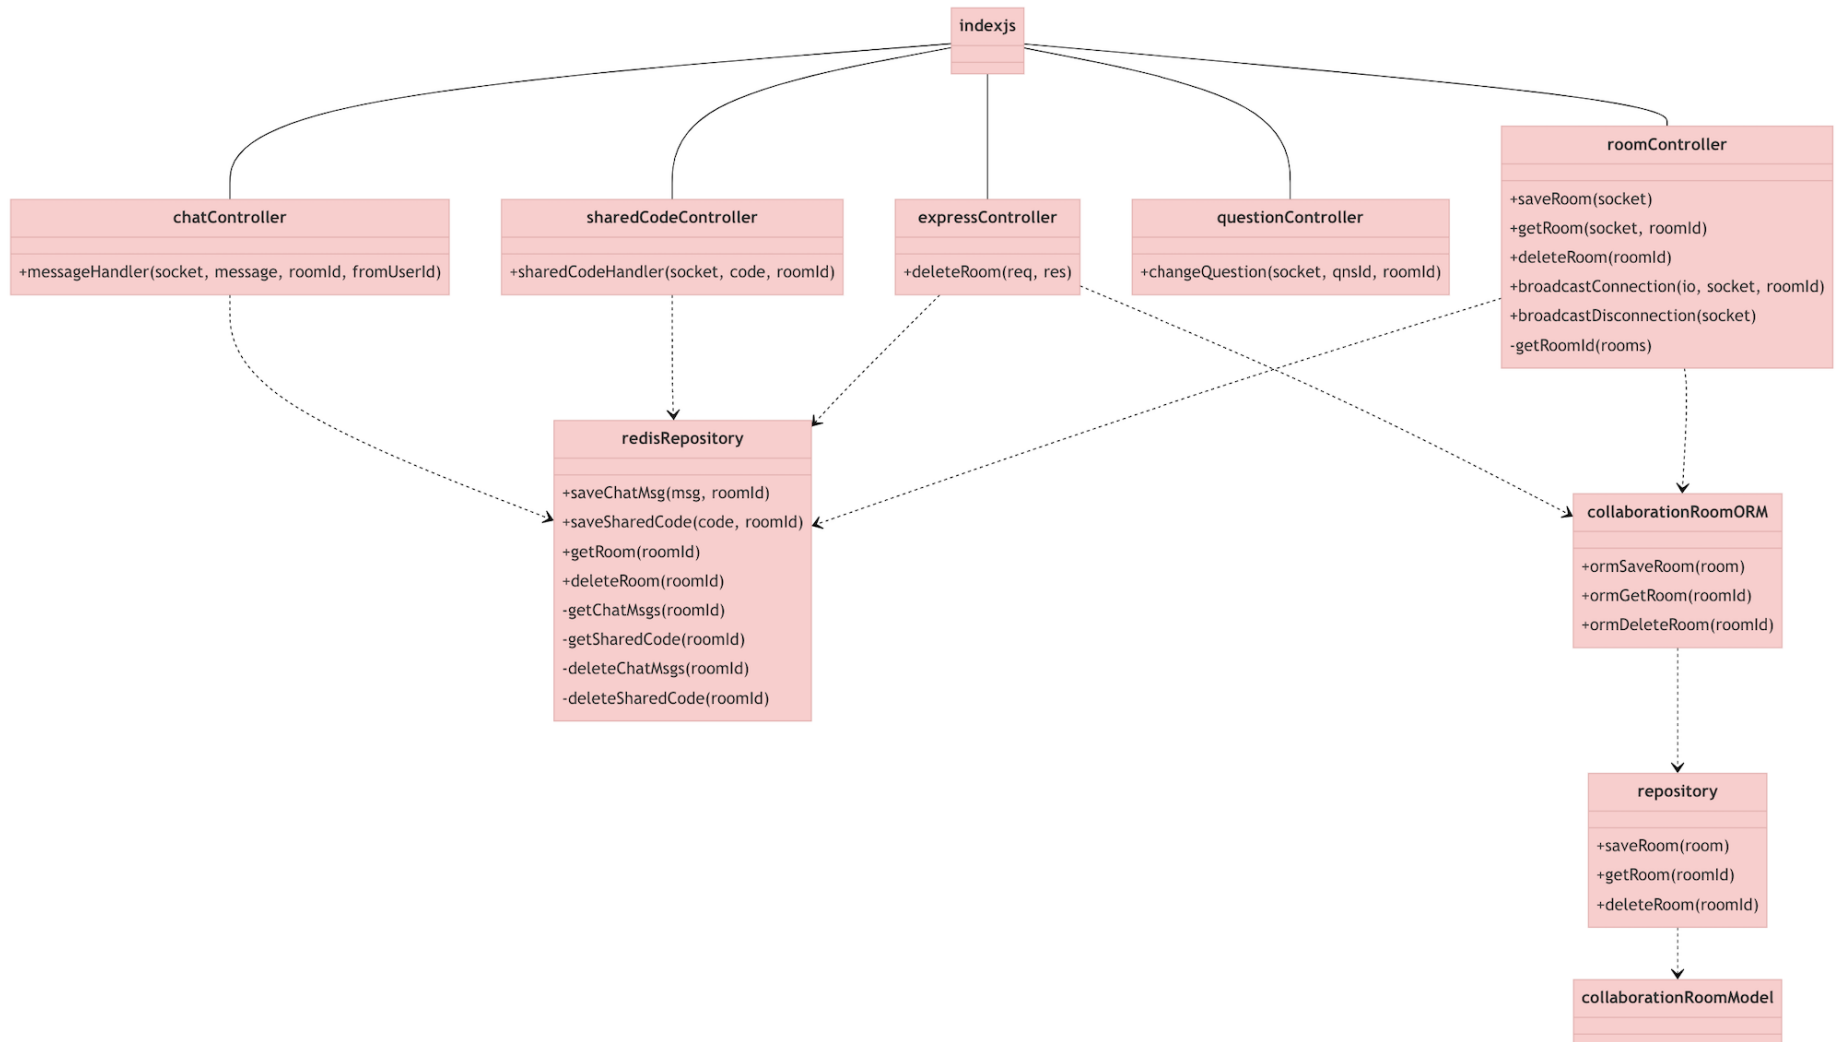 indexjs
chatController
+messageHandler(socket, message, roomId, fromUserId)
sharedCodeController
+sharedCodeHandler(socket, code, roomId)
expressController
+deleteRoom(req, res)
questionController
+changeQuestion(socket, qnsId, roomId)
roomController
+saveRoom(socket)
+getRoom(socket, roomId)
+deleteRoom(roomId)
+broadcastConnection(io, socket, roomId)
+broadcastDisconnection(socket)
-getRoomId(rooms)
redisRepository
+saveChatMsg(msg, roomId)
+saveSharedCode(code, roomId)
+getRoom(roomId)
+deleteRoom(roomId)
-getChatMsgs(roomId)
-getSharedCode(roomId)
-deleteChatMsgs(roomId)
-deleteSharedCode(roomId)
collaborationRoomORM
+ormSaveRoom(room)
+ormGetRoom(roomId)
+ormDeleteRoom(roomId)
repository
+saveRoom(room)
+getRoom(roomId)
+deleteRoom(roomId)
collaborationRoomModel